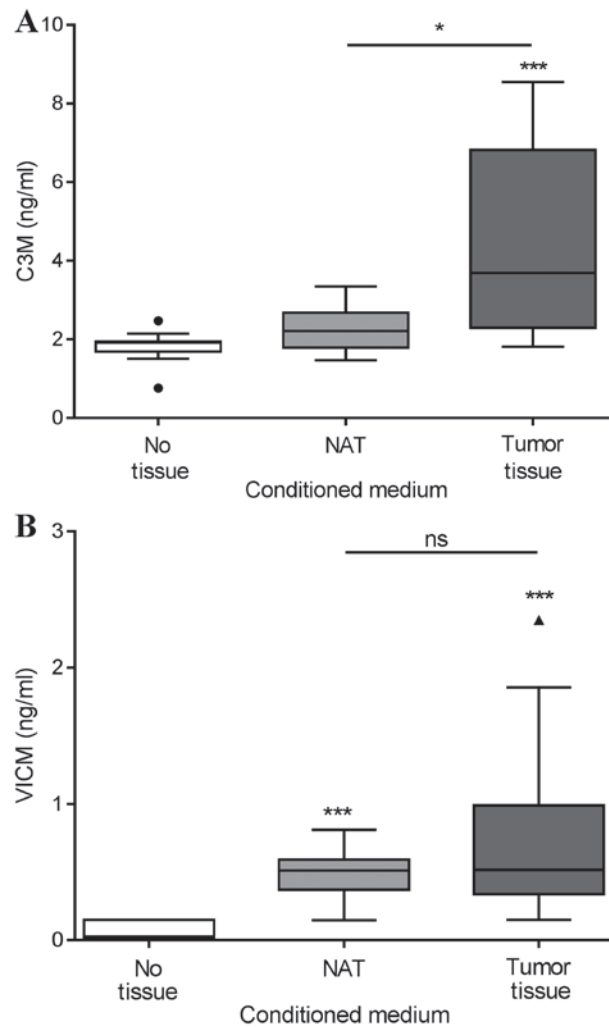 A
10
8
6
4
2
0
C3M (ng/ml)
*
***
No
tissue
NAT
Tumor
tissue
Conditioned medium
B
3
2
1
0
VICM (ng/ml)
ns
***
***
No
tissue
NAT
Tumor
tissue
Conditioned medium